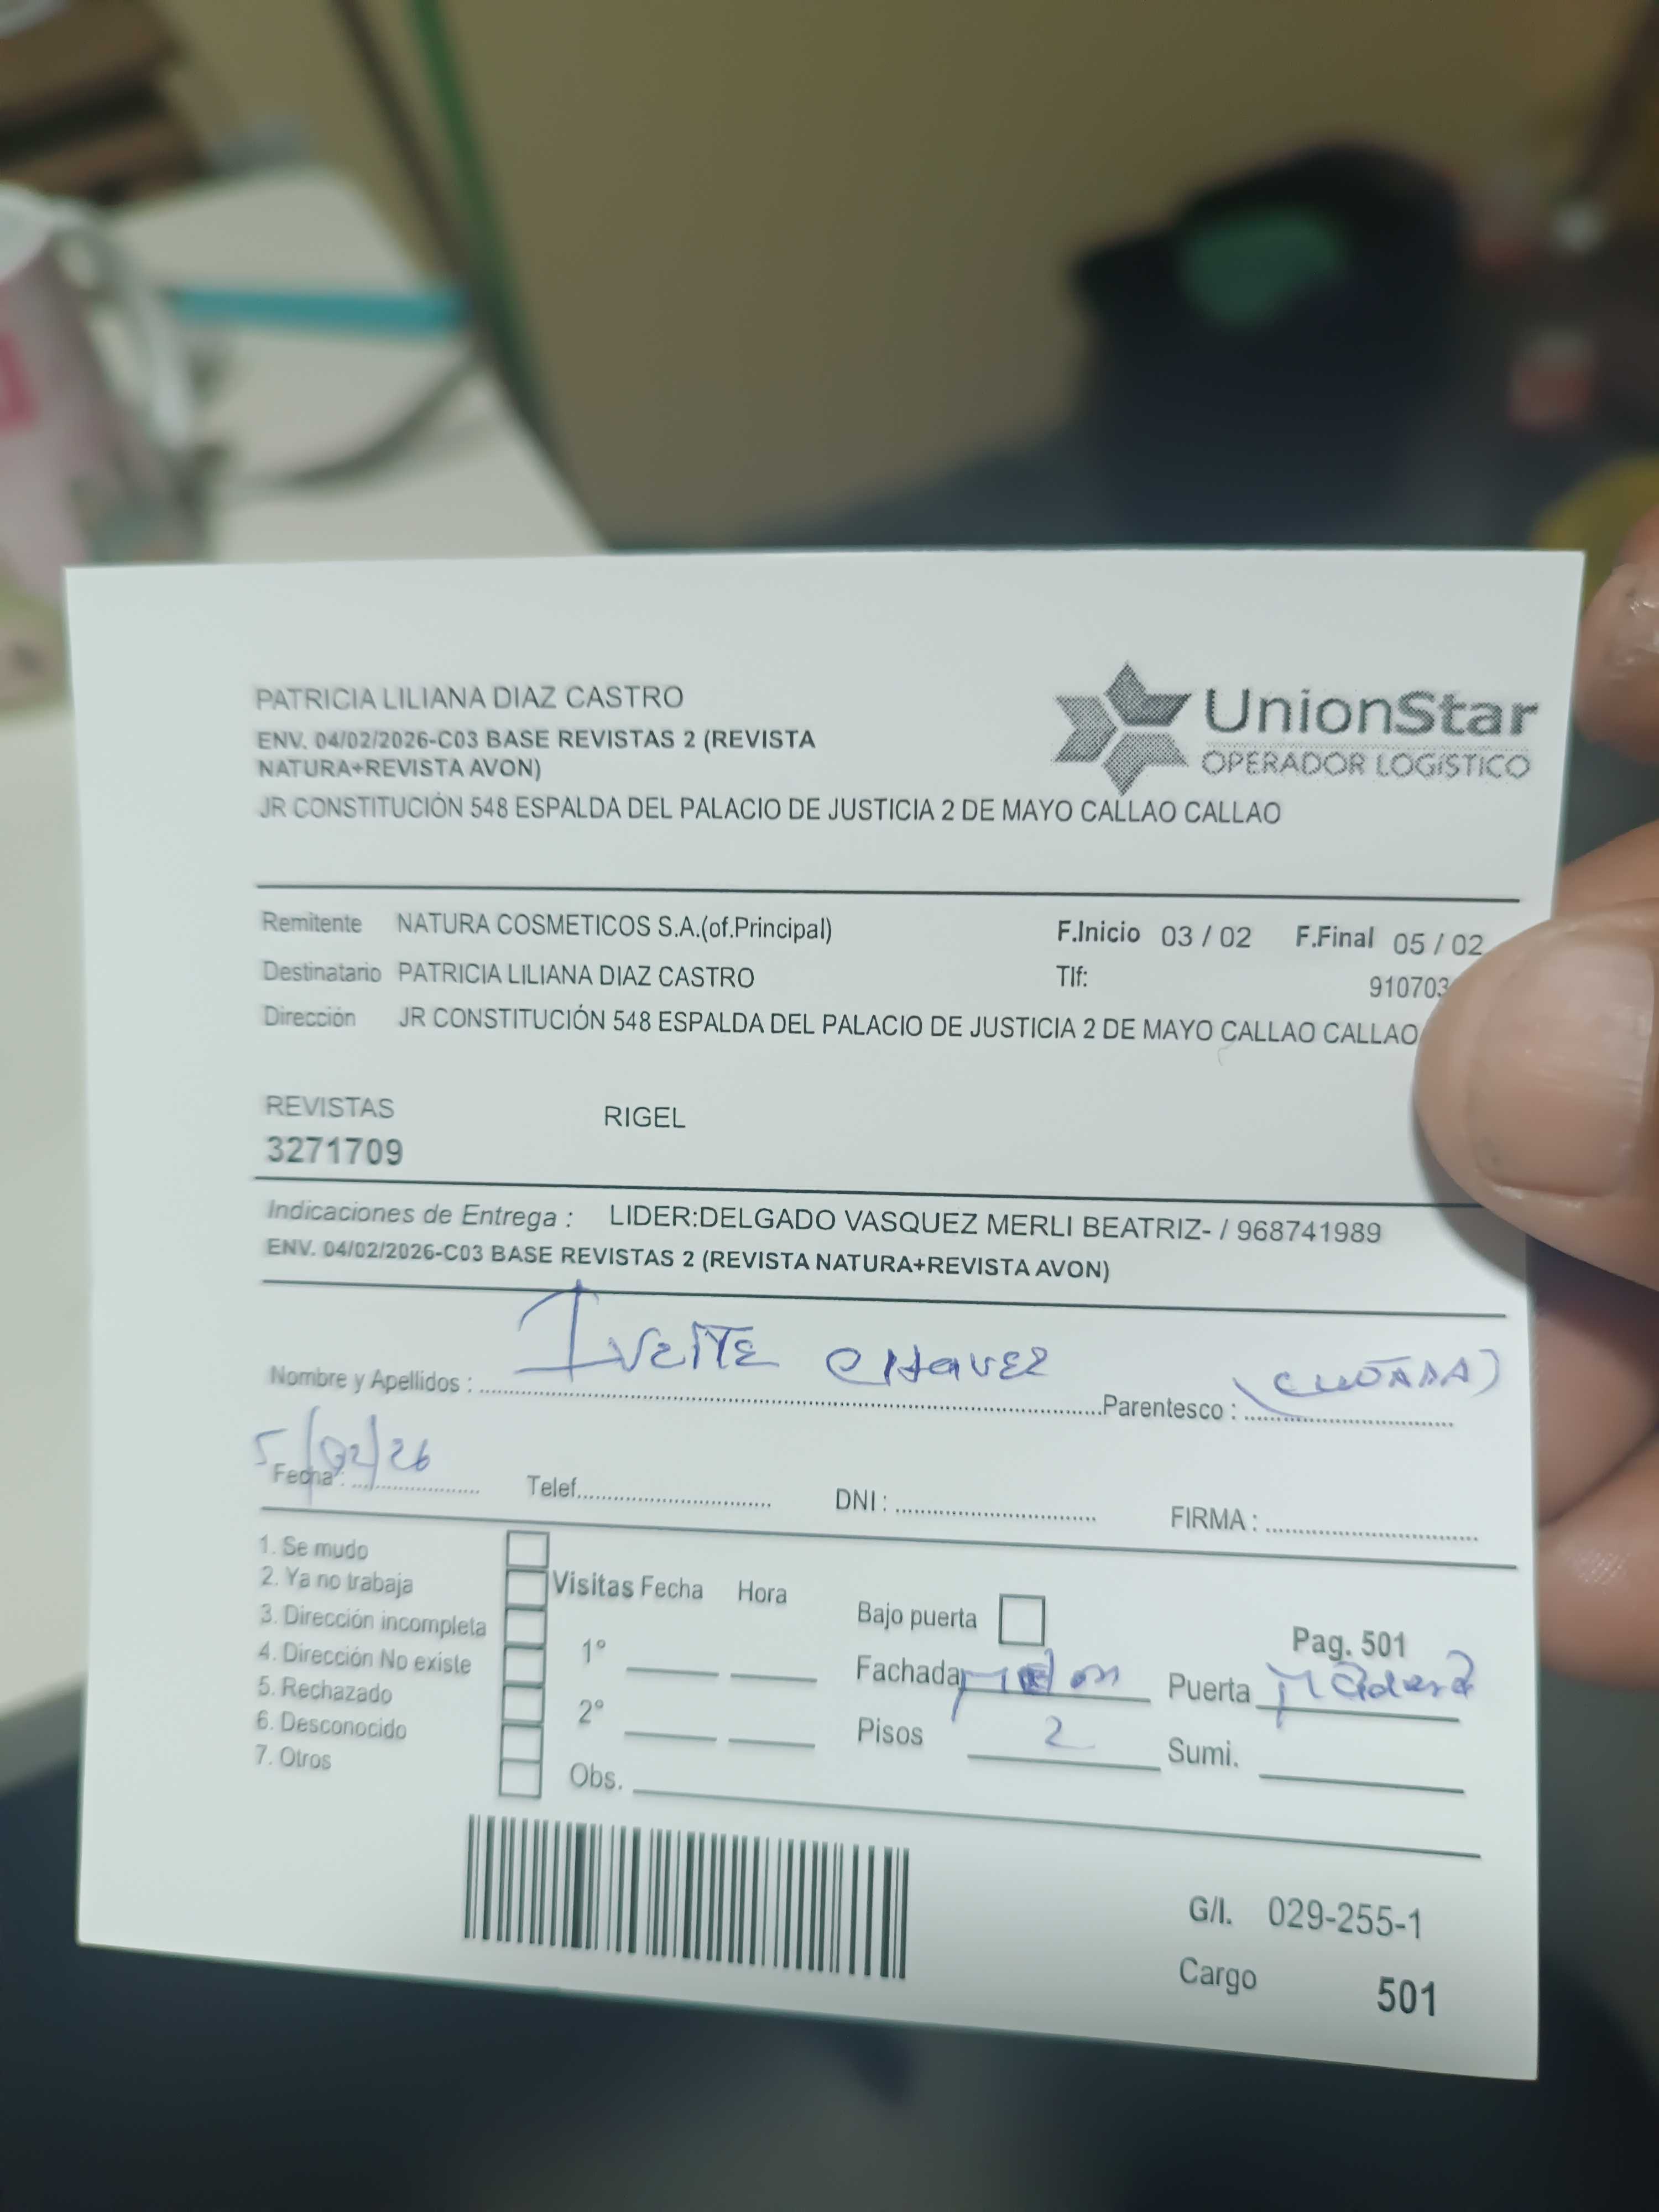 PATRICIA LILIANA DIAZ CASTRO
ENV. 04/02/2026-C03 BASE REVISTAS 2 (REVISTA
NATURA+REVISTA AVON)
JR CONSTITUCIÓN 548 ESPALDA DEL PALACIO DE JUSTICIA 2 DE MAYO CALLAO CALLAO
UnionStar
OPERADOR LOGÍSTICO
Remitente NATURA COSMETICOS S.A.(of.Principal) F.Inicio 03 / 02 F.Final 05 / 02
Destinatario PATRICIA LILIANA DIAZ CASTRO Tlf: 910703
Dirección JR CONSTITUCIÓN 548 ESPALDA DEL PALACIO DE JUSTICIA 2 DE MAYO CALLAO CALLAO
REVISTAS RIGEL
3271709
Indicaciones de Entrega : LIDER:DELGADO VASQUEZ MERLI BEATRIZ- / 968741989
ENV. 04/02/2026-C03 BASE REVISTAS 2 (REVISTA NATURA+REVISTA AVON)
Nombre y Apellidos : IVEttE CHavEz Parentesco : (CUÑADA)
Fecha : 5/02/26 Telef. DNI : FIRMA :
1. Se mudo
2. Ya no trabaja
3. Dirección incompleta
4. Dirección No existe
5. Rechazado
6. Desconocido
7. Otros
Visitas Fecha Hora
1°
2°
Obs.
Bajo puerta
Fachada
Pisos 2
Pag. 501
Puerta Madera
Sumi.
G/I. 029-255-1
Cargo 501